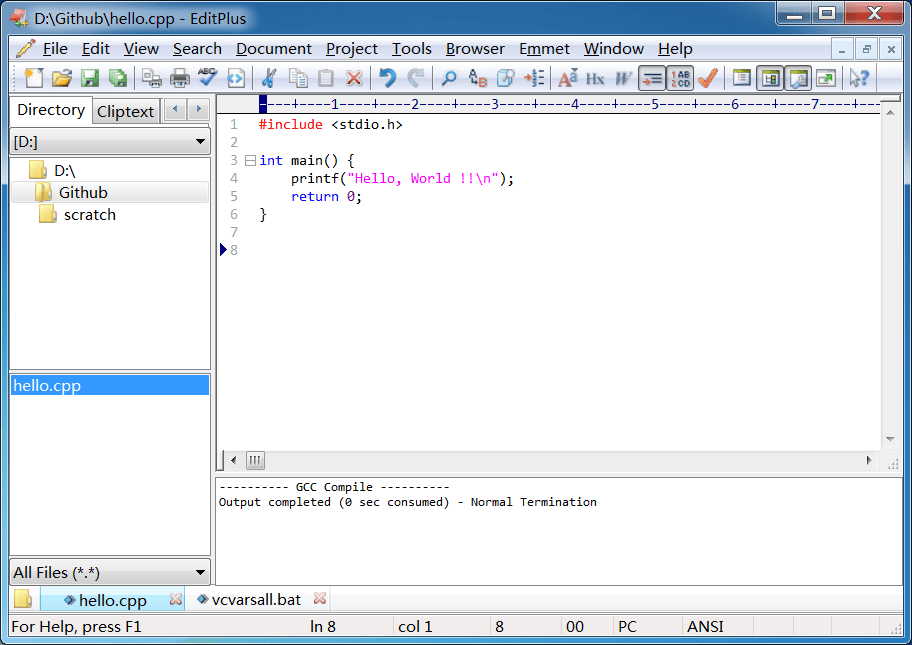 D:\Github\hello.cpp - EditPlus
File Edit View Search Document Project Tools Browser Emmet Window Help
Directory Cliptext
[D:]
D:\
Github
scratch
hello.cpp
All Files (*.*)
----+----1----+----2----+----3----+----4----+----5----+----6----+----7----+--
1 #include <stdio.h>
2
3 int main() {
4 printf("Hello, World !!\n");
5 return 0;
6 }
7
8
---------- GCC Compile ----------
Output completed (0 sec consumed) - Normal Termination
hello.cpp vcvarsall.bat
For Help, press F1 ln 8 col 1 8 00 PC ANSI